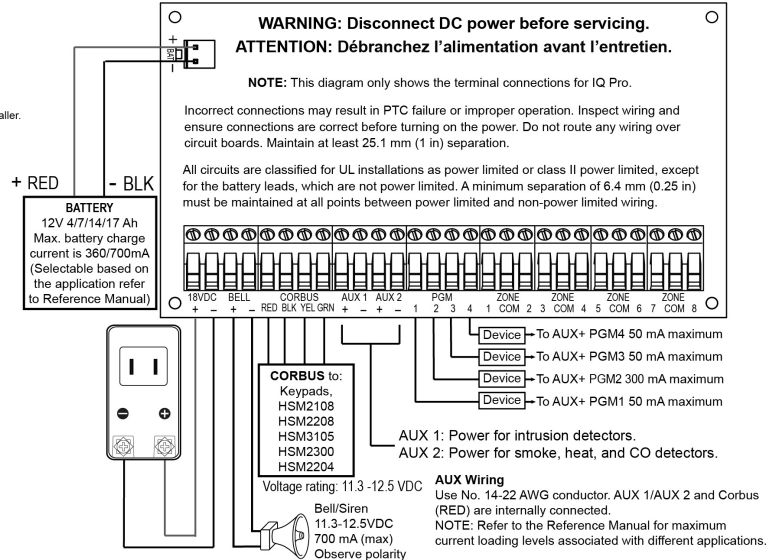 WARNING: Disconnect DC power before servicing.
ATTENTION: Débranchez l'alimentation avant l'entretien.
+
BAT
–
NOTE: This diagram only shows the terminal connections for IQ Pro.
aller.
Incorrect connections may result in PTC failure or improper operation. Inspect wiring and
ensure connections are correct before turning on the power. Do not route any wiring over
circuit boards. Maintain at least 25.1 mm (1 in) separation.
All circuits are classified for UL installations as power limited or class II power limited, except
for the battery leads, which are not power limited. A minimum separation of 6.4 mm (0.25 in)
must be maintained at all points between power limited and non-power limited wiring.
+ RED - BLK
BATTERY
12V 4/7/14/17 Ah
Max. battery charge
current is 360/700mA
(Selectable based on
the application refer
to Reference Manual)
18VDC BELL CORBUS AUX 1 AUX 2 PGM ZONE ZONE ZONE ZONE
+ – + – RED BLK YEL GRN + – + – 1 2 3 4 1 COM 2 3 COM 4 5 COM 6 7 COM 8
Device To AUX+ PGM4 50 mA maximum
Device To AUX+ PGM3 50 mA maximum
Device To AUX+ PGM2 300 mA maximum
Device To AUX+ PGM1 50 mA maximum
CORBUS to:
Keypads,
HSM2108
HSM2208
HSM3105
HSM2300
HSM2204
AUX 1: Power for intrusion detectors.
AUX 2: Power for smoke, heat, and CO detectors.
Voltage rating: 11.3 -12.5 VDC
Bell/Siren
11.3-12.5VDC
700 mA (max)
Observe polarity
AUX Wiring
Use No. 14-22 AWG conductor. AUX 1/AUX 2 and Corbus
(RED) are internally connected.
NOTE: Refer to the Reference Manual for maximum
current loading levels associated with different applications.